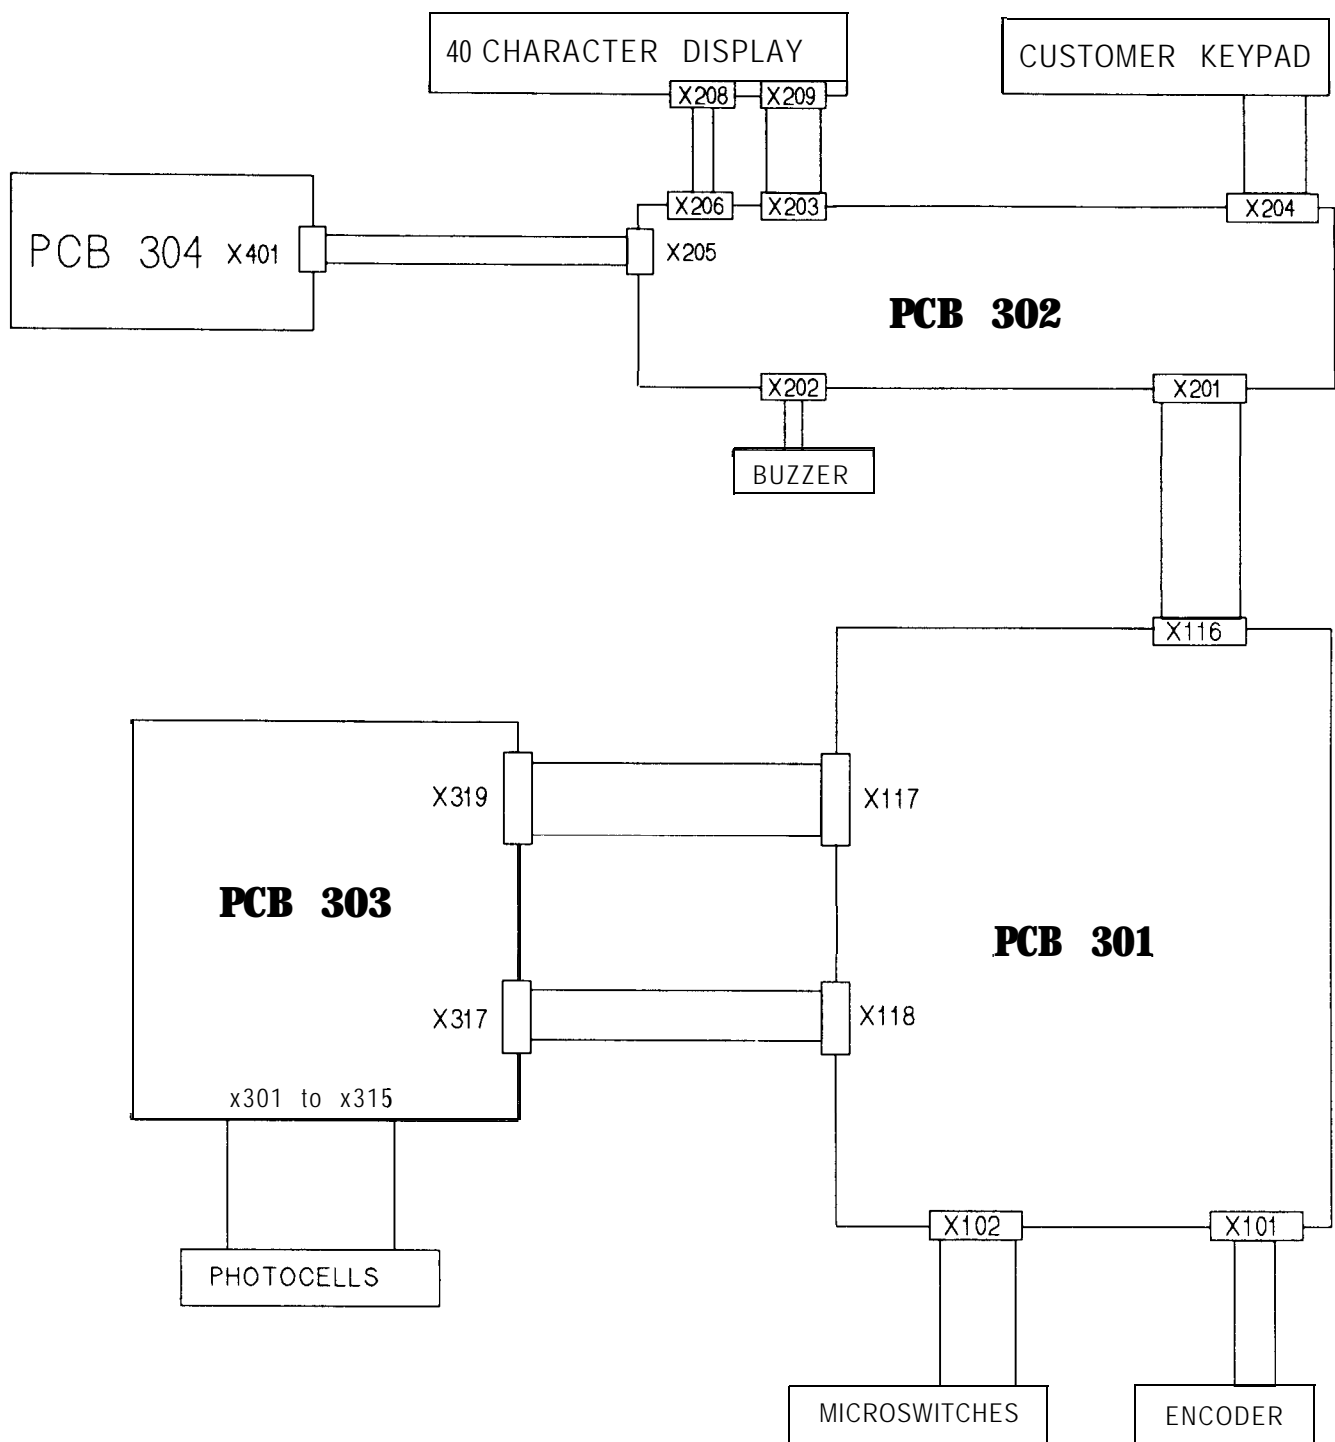 40 CHARACTER DISPLAY
CUSTOMER KEYPAD
X208 X209
X206 X203 X204
PCB 304 X401
X205
PCB 302
X202 X201
BUZZER
X116
X319 X117
PCB 303
PCB 301
X317 X118
x301 to x315
X102 X101
PHOTOCELLS
MICROSWITCHES
ENCODER